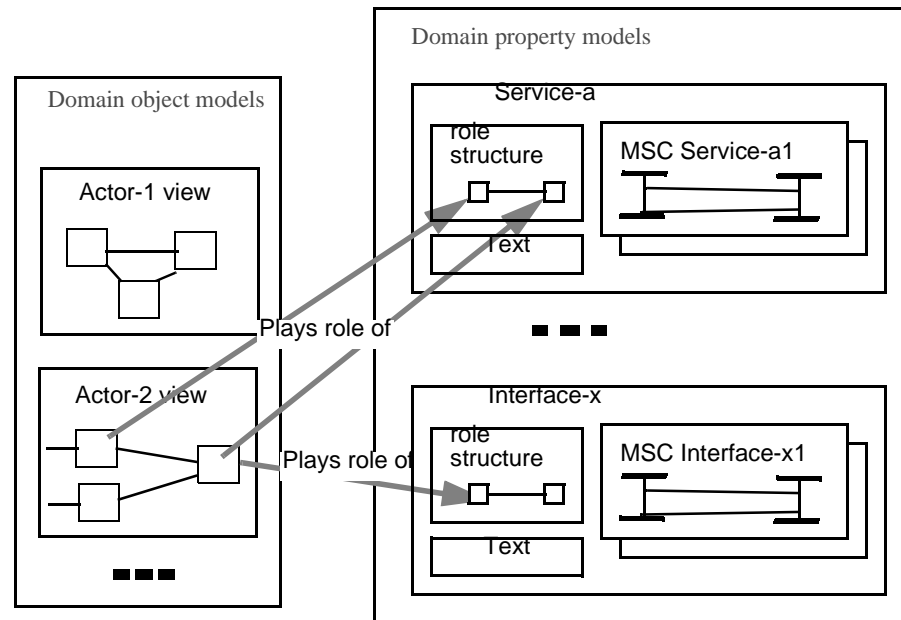 Domain object models
Actor-1 view
Actor-2 view
Plays role of
Plays role of
Domain property models
Service-a
role
structure
Text
MSC Service-a1
Interface-x
role
structure
Text
MSC Interface-x1